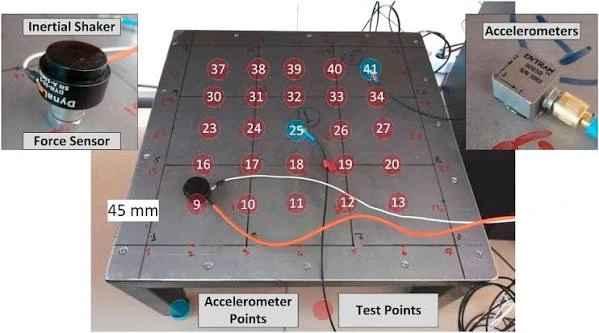 Inertial Shaker
Accelerometers
DYTRAN
Force Sensor
37 38 39 40 41
30 31 32 33 34
23 24 25 26 27
16 17 18 19 20
9 10 11 12 13
45 mm
Accelerometer
Points
Test Points